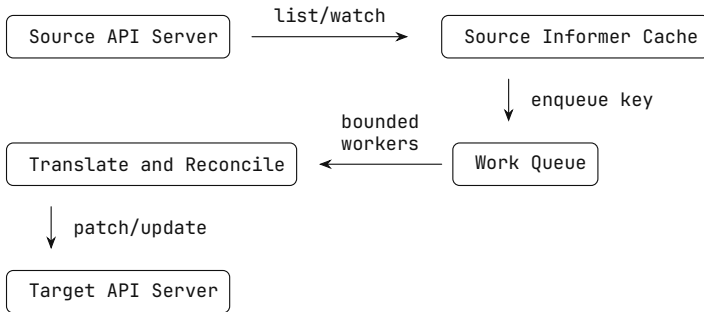 Source API Server
list/watch
Source Informer Cache
enqueue key
bounded
workers
Translate and Reconcile
Work Queue
patch/update
Target API Server